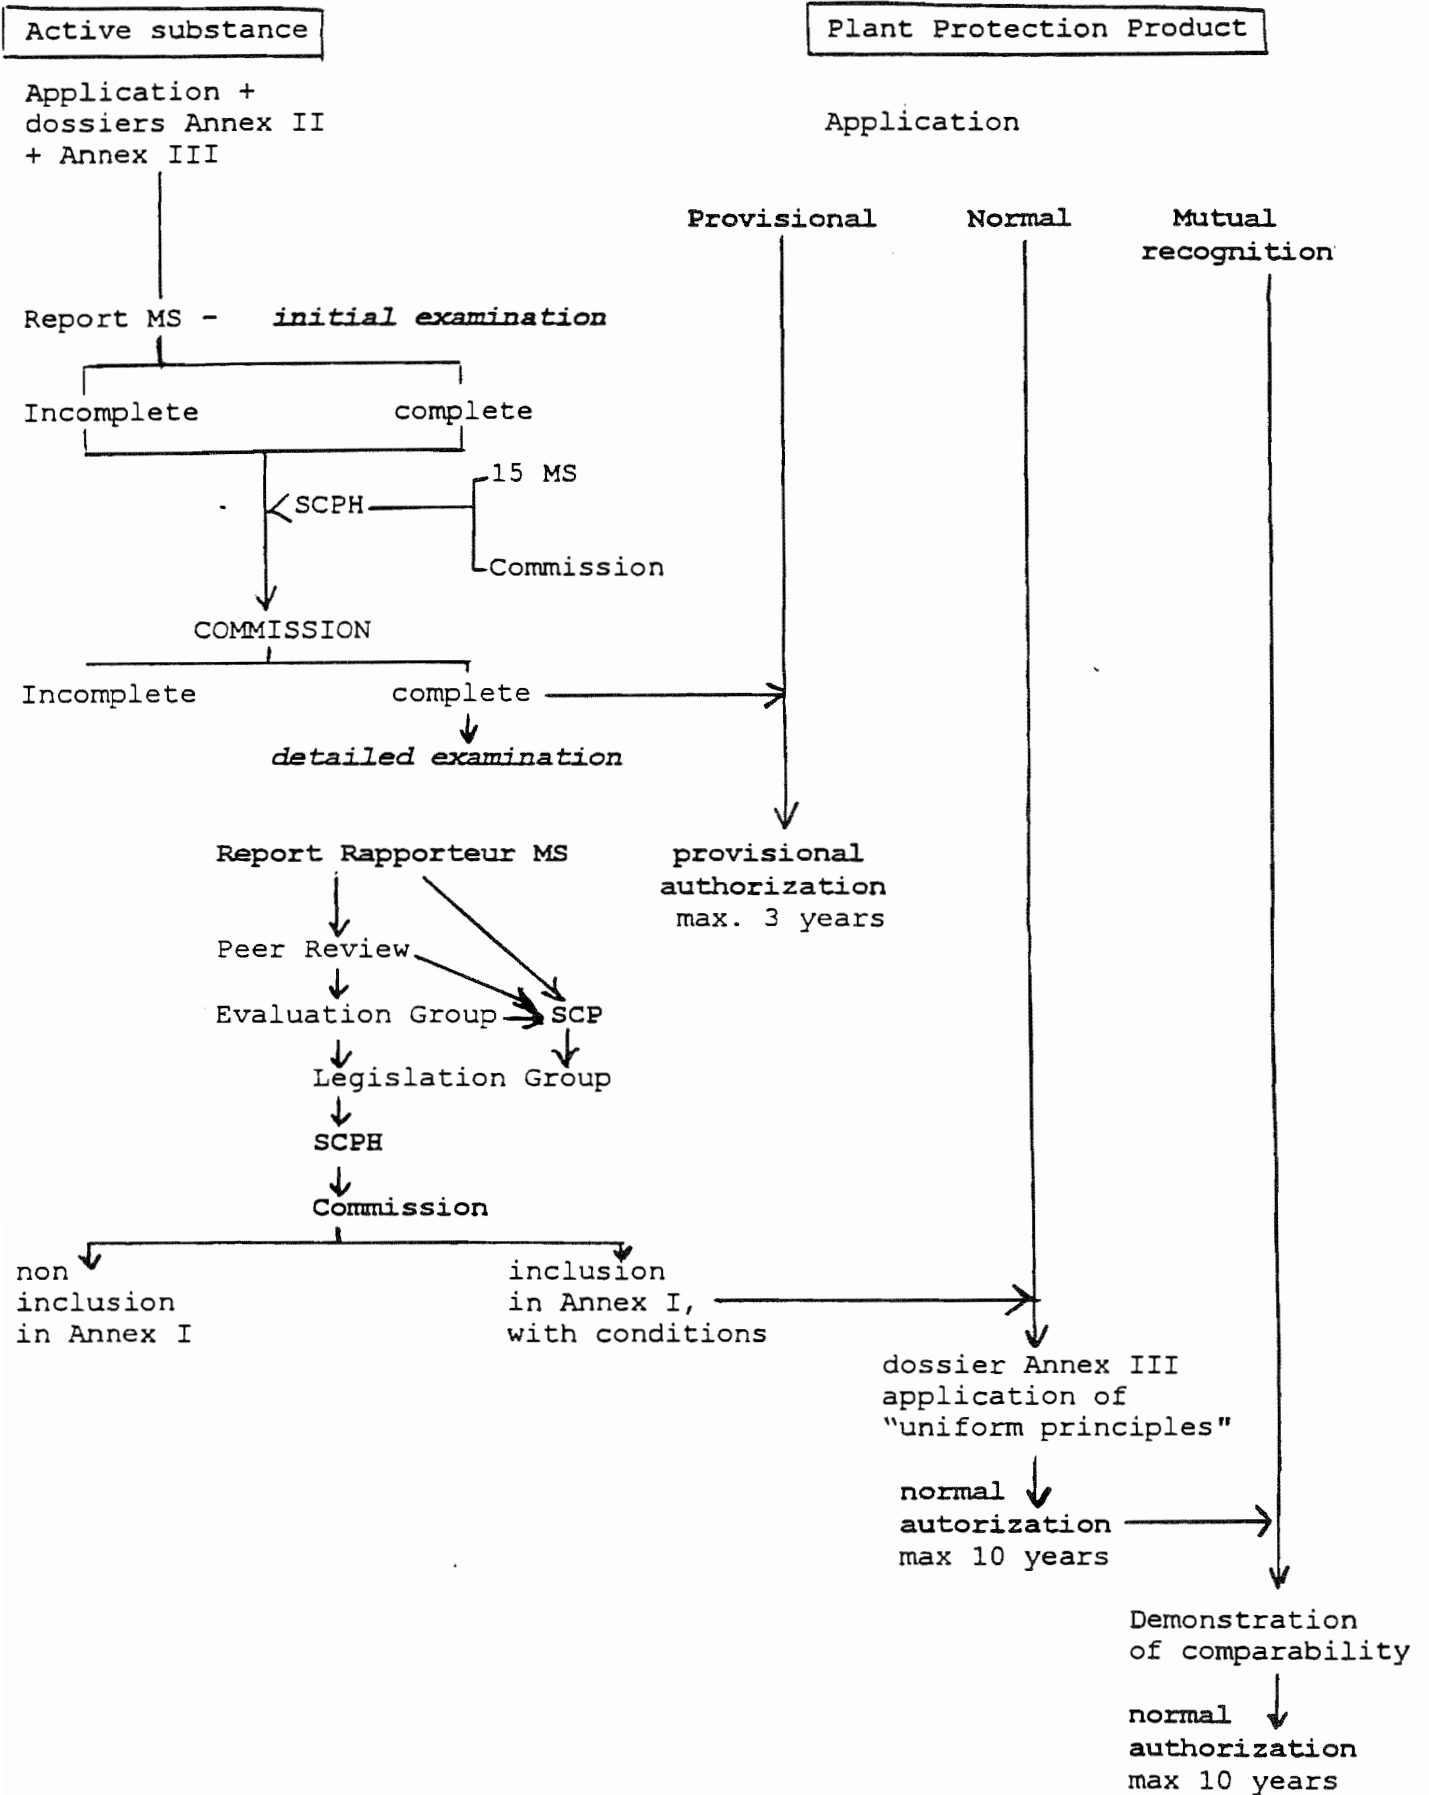 Active substance
Plant Protection Product
Application +
dossiers Annex II
+ Annex III
Application
Provisional
Normal
Mutual
recognition
Report MS - initial examination
Incomplete
complete
15 MS
SCPH
Commission
COMMISSION
Incomplete
complete
detailed examination
Report Rapporteur MS
provisional
authorization
max. 3 years
Peer Review
Evaluation Group
SCP
Legislation Group
SCPH
Commission
non
inclusion
in Annex I
inclusion
in Annex I,
with conditions
dossier Annex III
application of
"uniform principles"
normal
autorization
max 10 years
Demonstration
of comparability
normal
authorization
max 10 years